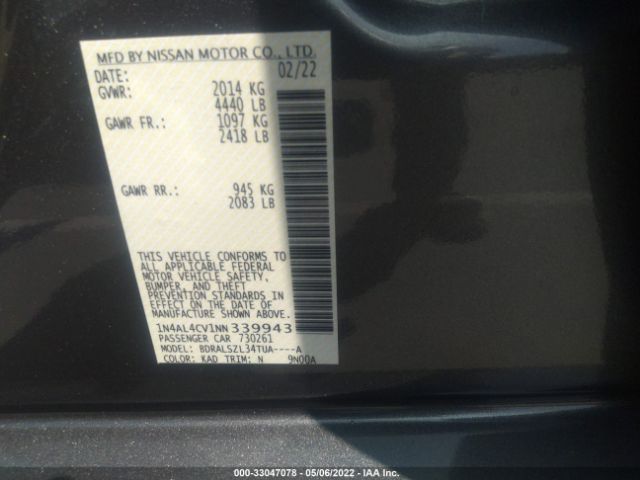 MFD BY NISSAN MOTOR CO., LTD.
DATE: 02/22
GVWR: 2014 KG
4440 LB
GAWR FR.: 1097 KG
2418 LB
GAWR RR.: 945 KG
2083 LB
THIS VEHICLE CONFORMS TO
ALL APPLICABLE FEDERAL
MOTOR VEHICLE SAFETY,
BUMPER, AND THEFT
PREVENTION STANDARDS IN
EFFECT ON THE DATE OF
MANUFACTURE SHOWN ABOVE.
1N4AL4CV1NN339943
PASSENGER CAR 730261
MODEL: BDRALSZL34TUA----A
COLOR: KAD TRIM: N 9N00A
000-33047078 - 05/06/2022 - IAA Inc.